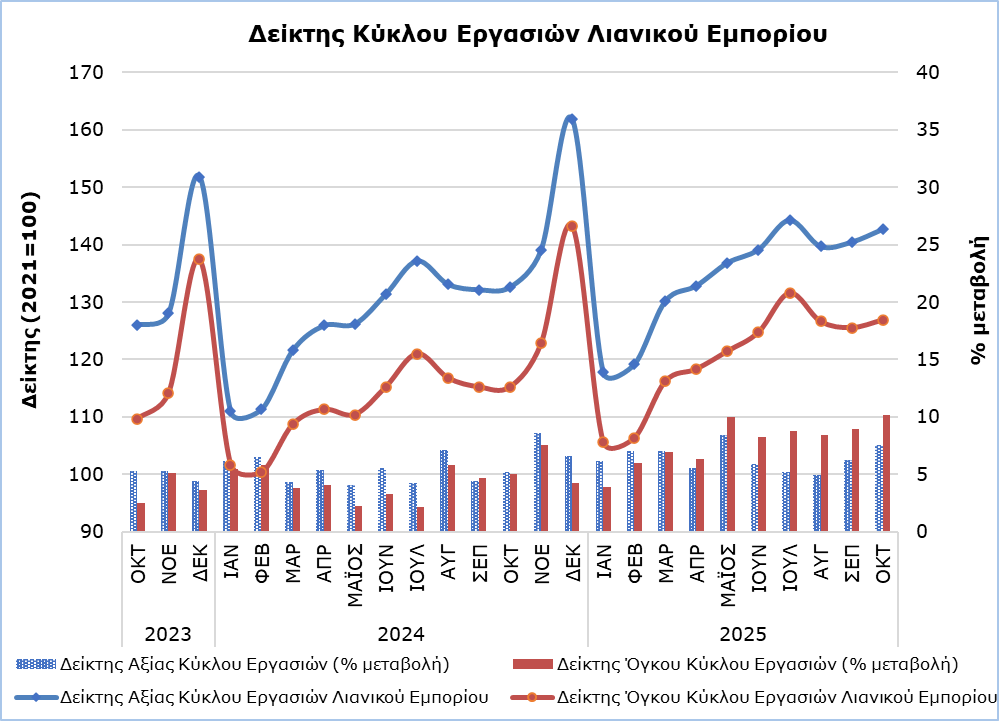 Δείκτης Κύκλου Εργασιών Λιανικού Εμπορίου
Δείκτης (2021=100)
170
160
150
140
130
120
110
100
90
40
35
30
25
20
15
10
5
0
% μεταβολή
ΟΚΤ ΝΟΕ ΔΕΚ ΙΑΝ ΦΕΒ ΜΑΡ ΑΠΡ ΜΑΪΟΣ ΙΟΥΝ ΙΟΥΛ ΑΥΓ ΣΕΠ ΟΚΤ ΝΟΕ ΔΕΚ ΙΑΝ ΦΕΒ ΜΑΡ ΑΠΡ ΜΑΪΟΣ ΙΟΥΝ ΙΟΥΛ ΑΥΓ ΣΕΠ ΟΚΤ
2023 2024 2025
Δείκτης Αξίας Κύκλου Εργασιών (% μεταβολή) Δείκτης Όγκου Κύκλου Εργασιών (% μεταβολή)
Δείκτης Αξίας Κύκλου Εργασιών Λιανικού Εμπορίου Δείκτης Όγκου Κύκλου Εργασιών Λιανικού Εμπορίου